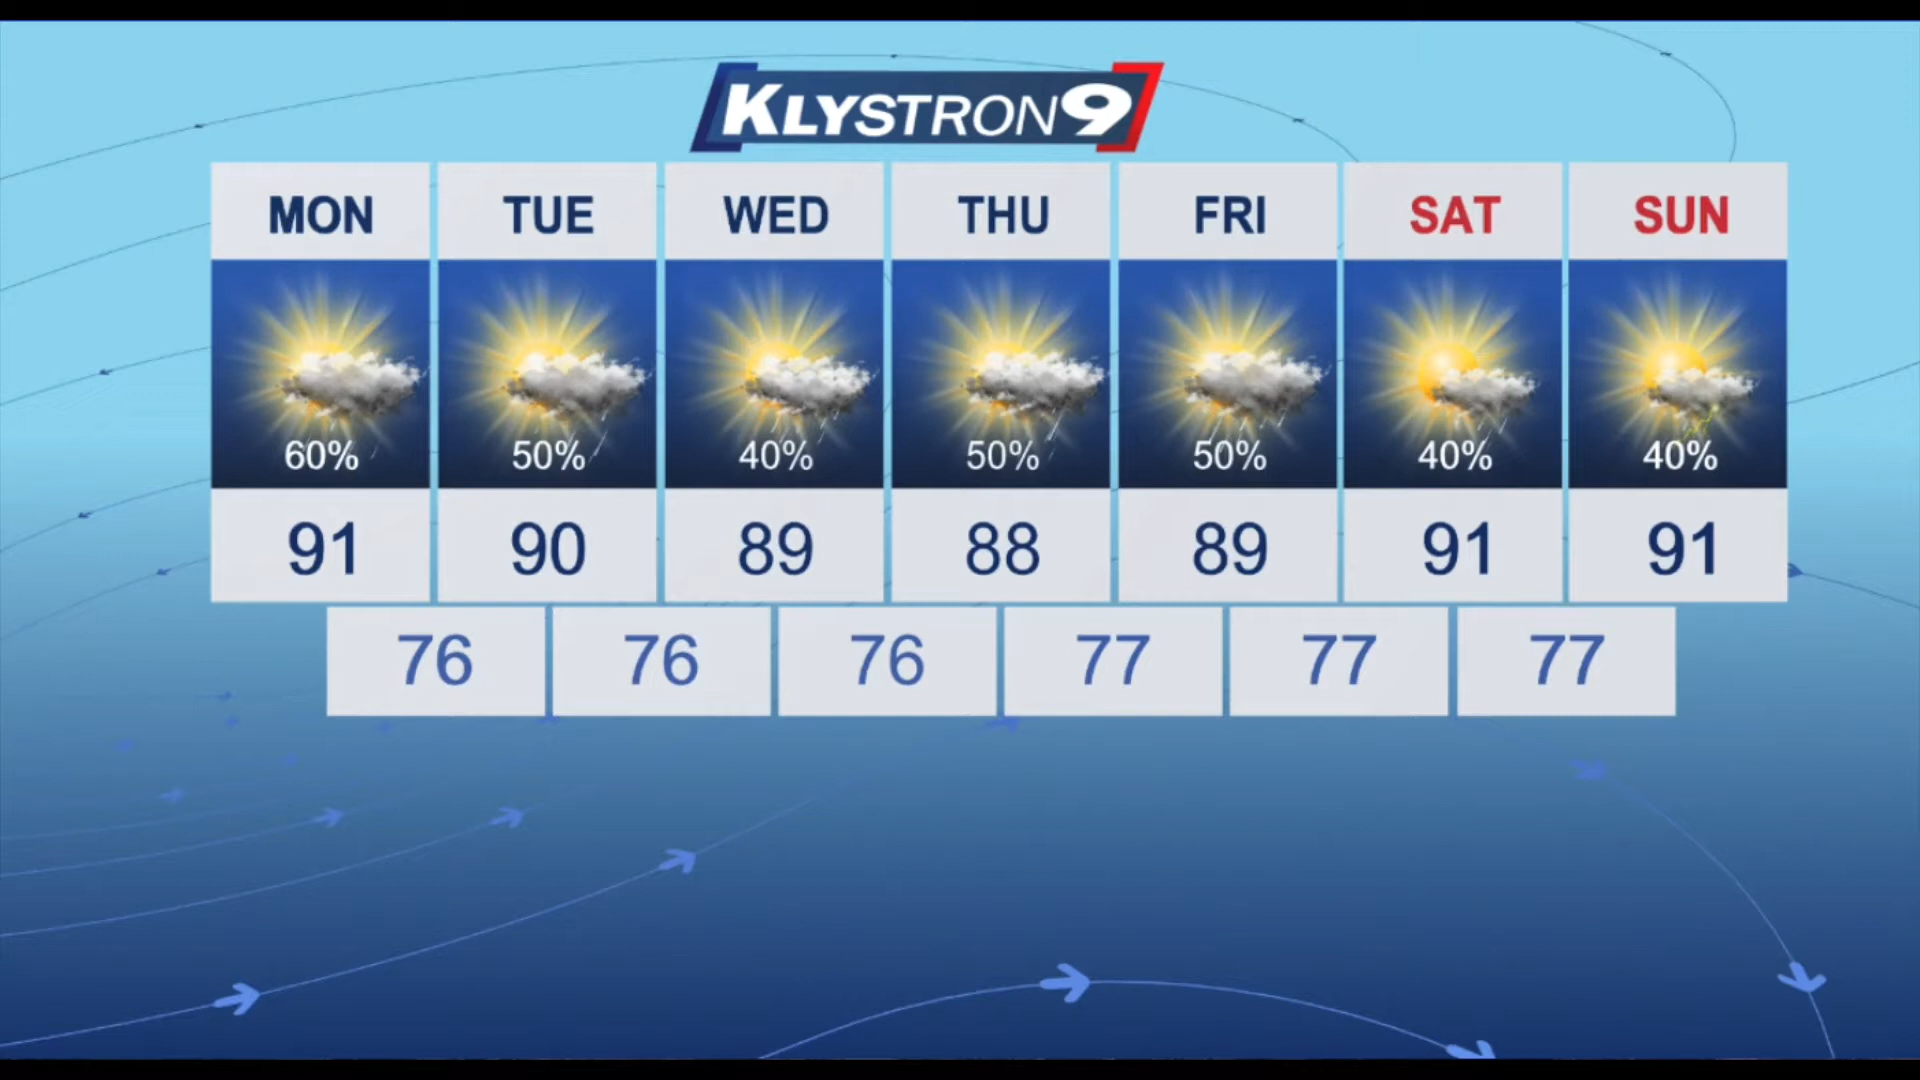 KLYSTRON9
MON TUE WED THU FRI SAT SUN
60% 50% 40% 50% 50% 40% 40%
91 90 89 88 89 91 91
76 76 76 77 77 77